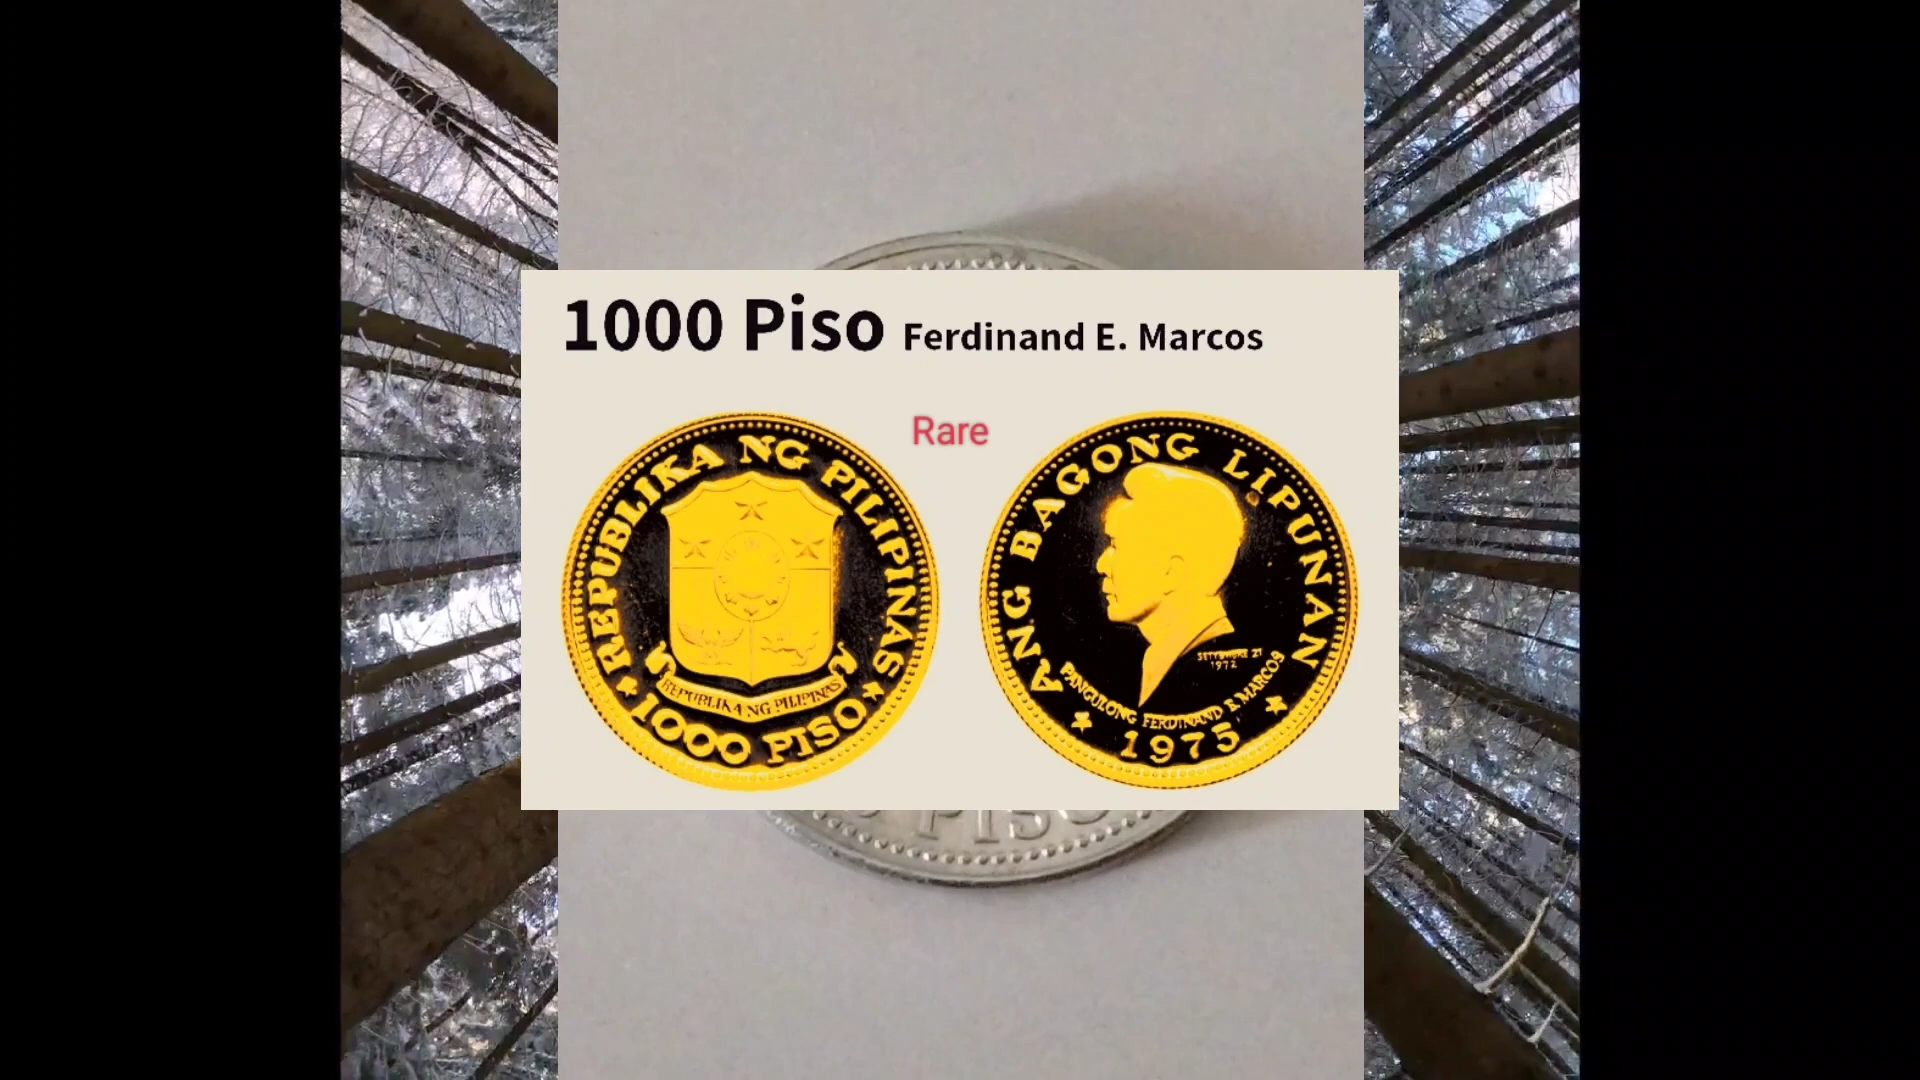 1000 Piso Ferdinand E. Marcos
Rare
REPUBLIKA NG PILIPINAS
REPUBLIKA NG PILIPINAS
1000 PISO
ANG BAGONG LIPUNAN
SETYEMBRE 21
1972
PANGULONG FERDINAND E. MARCOS
1975
PISO